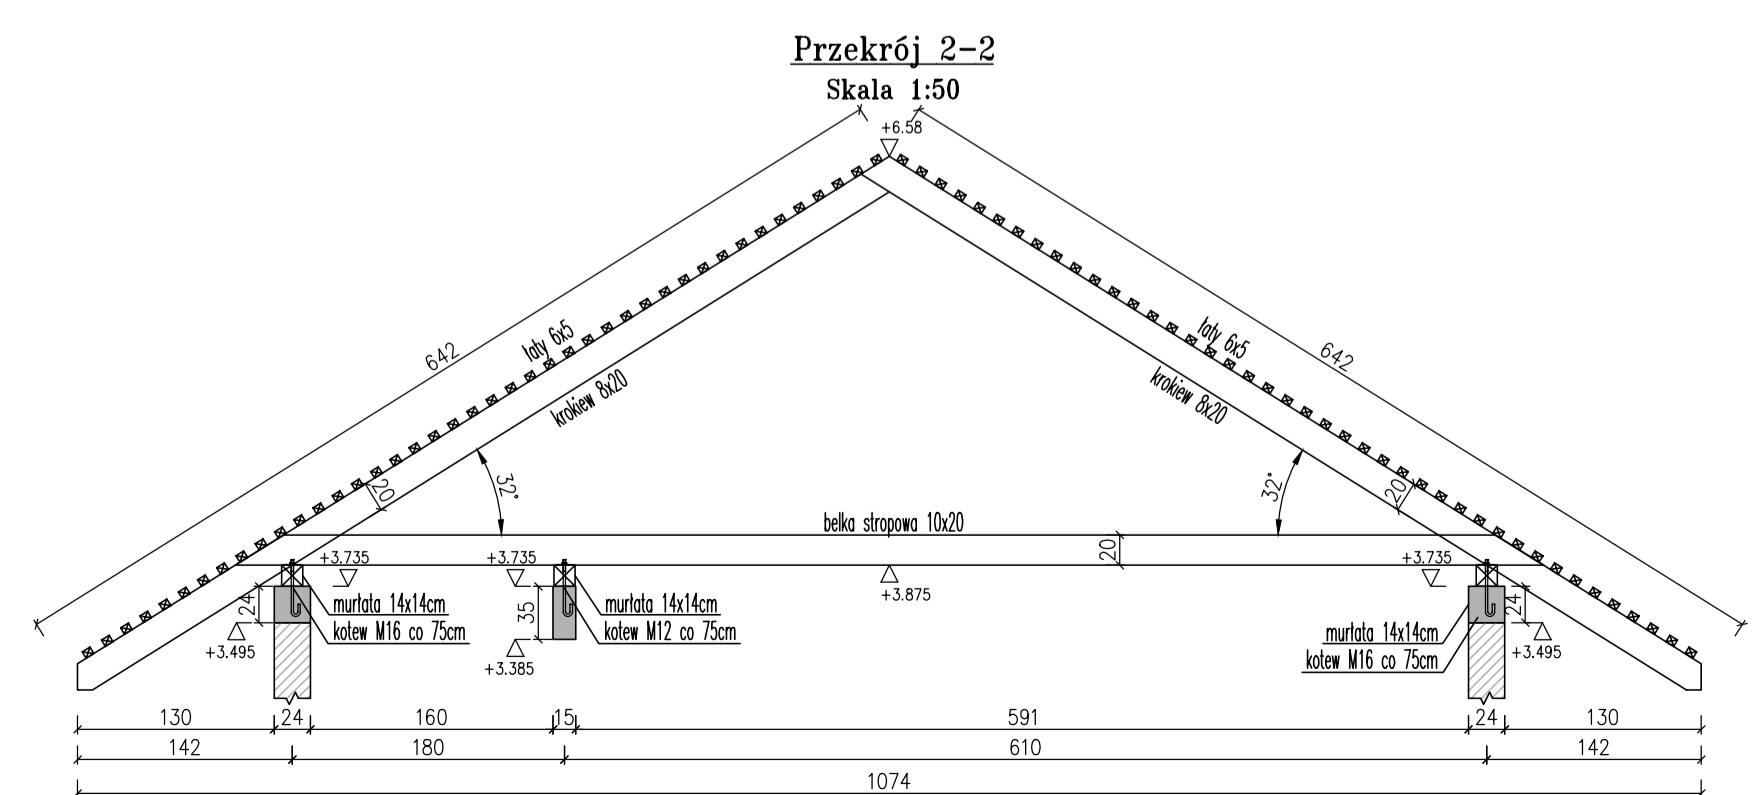 Przekrój 2-2
Skala 1:50
+6.58
642
łaty 6x5
krokiew 8x20
łaty 6x5
642
krokiew 8x20
20
32°
32°
20
belka stropowa 10x20
20
+3.735
+3.735
+3.875
+3.735
24
murłata 14x14cm
kotew M16 co 75cm
+3.495
35
murłata 14x14cm
kotew M12 co 75cm
+3.385
24
murłata 14x14cm
kotew M16 co 75cm
+3.495
130 24 160 15 591 24 130
142 180 610 142
1074